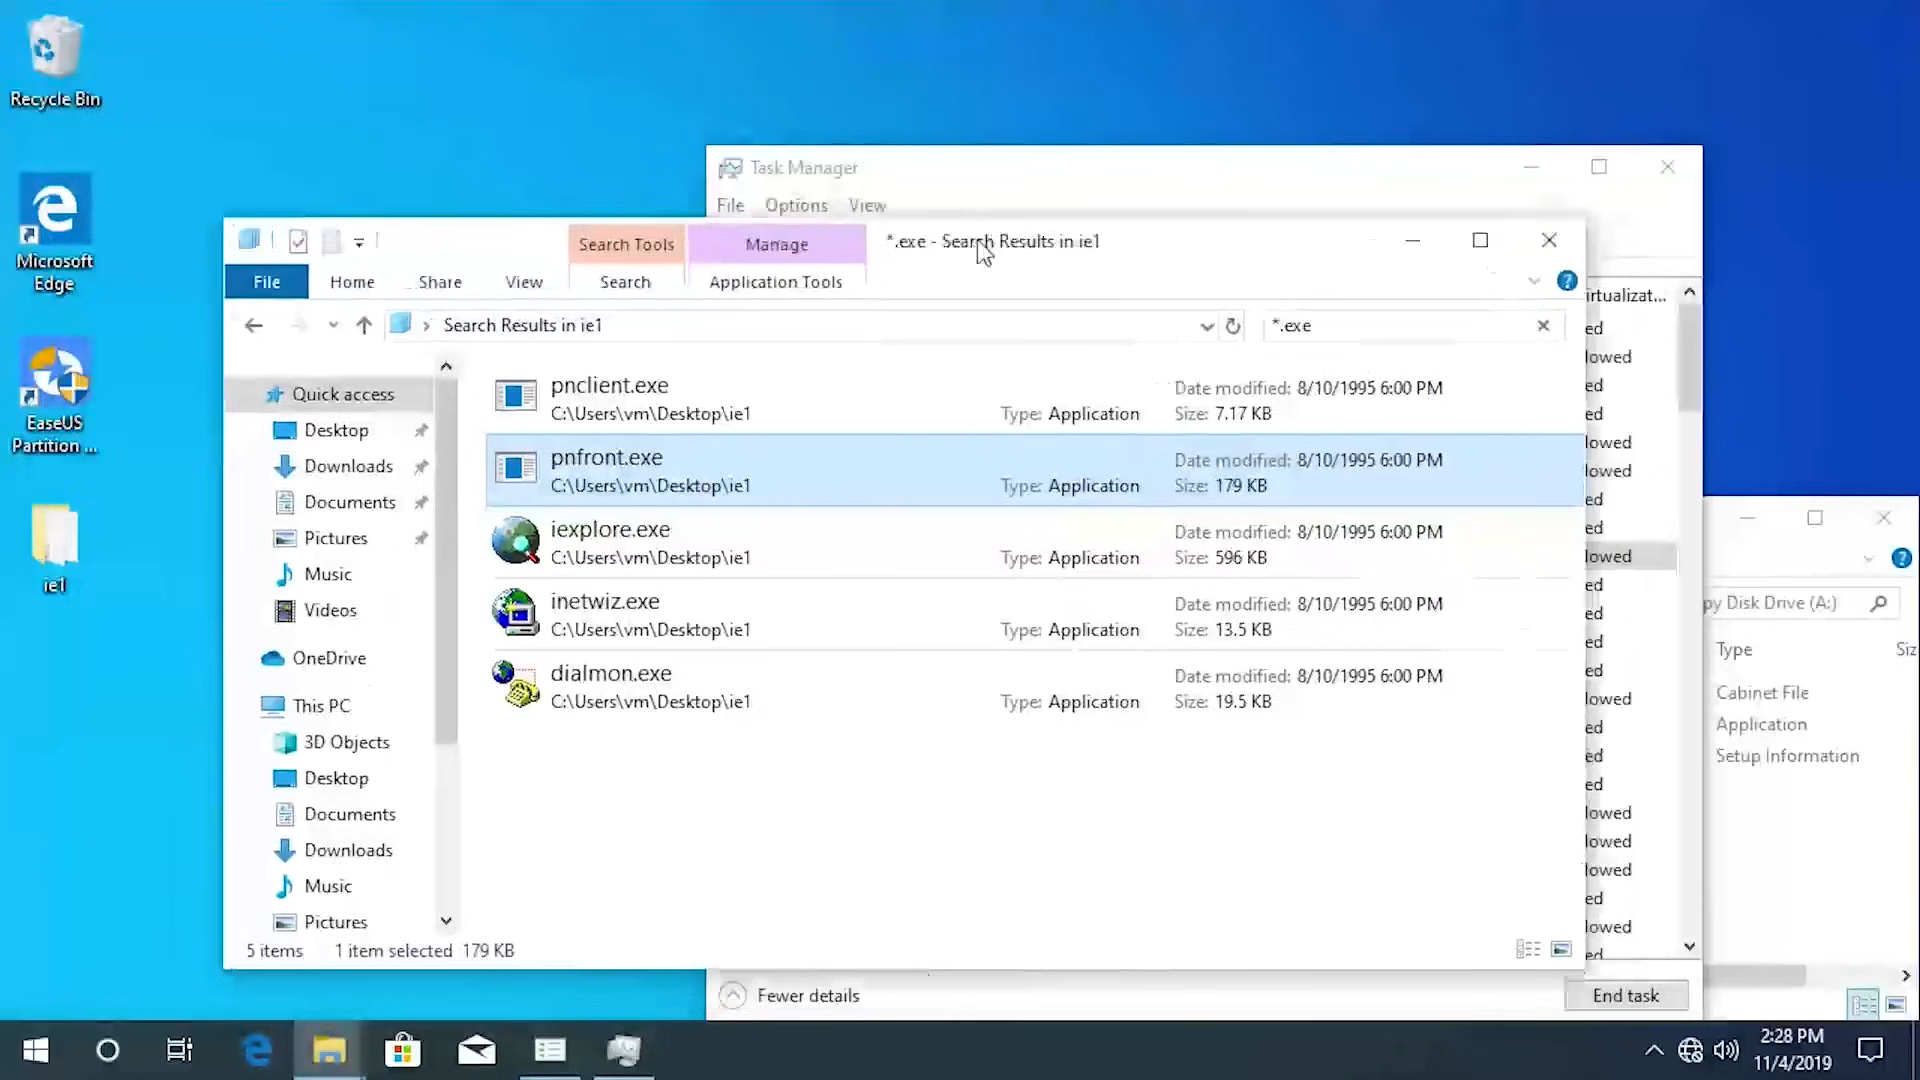 Recycle Bin
Microsoft
Edge
EaseUS
Partition ...
ie1
Task Manager
File Options View
Search Tools Manage *.exe - Search Results in ie1
File Home Share View Search Application Tools
Search Results in ie1 *.exe
Quick access
Desktop
Downloads
Documents
Pictures
Music
Videos
OneDrive
This PC
3D Objects
Desktop
Documents
Downloads
Music
Pictures
pnclient.exe Date modified: 8/10/1995 6:00 PM
C:\Users\vm\Desktop\ie1 Type: Application Size: 7.17 KB
pnfront.exe Date modified: 8/10/1995 6:00 PM
C:\Users\vm\Desktop\ie1 Type: Application Size: 179 KB
iexplore.exe Date modified: 8/10/1995 6:00 PM
C:\Users\vm\Desktop\ie1 Type: Application Size: 596 KB
inetwiz.exe Date modified: 8/10/1995 6:00 PM
C:\Users\vm\Desktop\ie1 Type: Application Size: 13.5 KB
dialmon.exe Date modified: 8/10/1995 6:00 PM
C:\Users\vm\Desktop\ie1 Type: Application Size: 19.5 KB
5 items 1 item selected 179 KB
irtualizat...
ed
lowed
ed
ed
lowed
lowed
ed
ed
lowed
ed
ed
ed
ed
lowed
ed
ed
ed
lowed
lowed
lowed
ed
lowed
ed
py Disk Drive (A:)
Type Siz
Cabinet File
Application
Setup Information
Fewer details End task
2:28 PM
11/4/2019